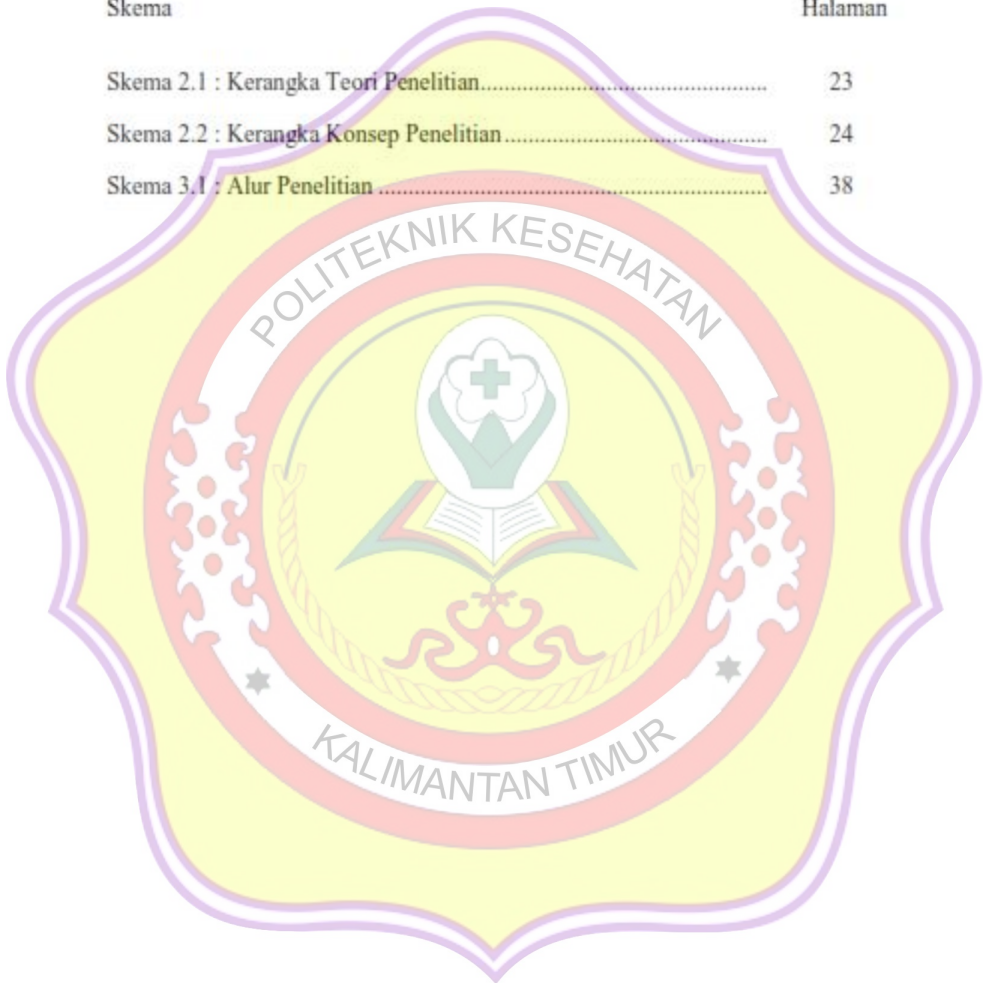 Skema Halaman
Skema 2.1 : Kerangka Teori Penelitian................................................ 23
Skema 2.2 : Kerangka Konsep Penelitian............................................ 24
Skema 3.1 : Alur Penelitian................................................................. 38
POLITEKNIK KESEHATAN
KALIMANTAN TIMUR